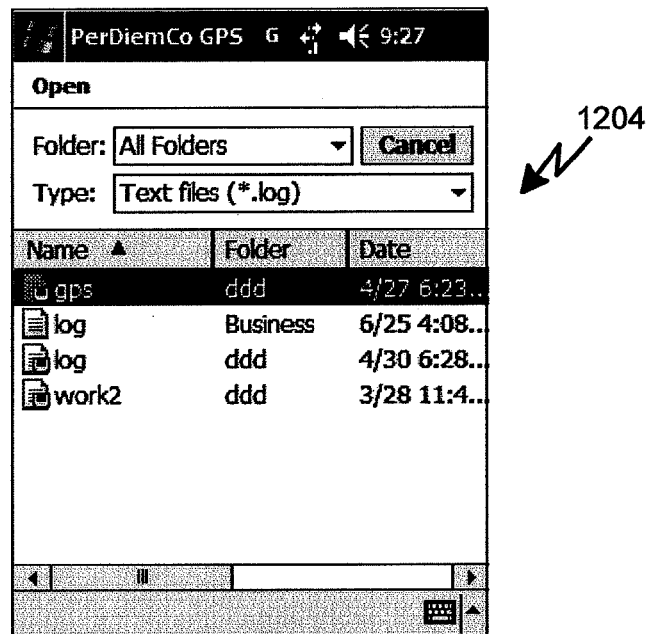 PerDiemCo GPS G 9:27
Open
1204
Folder: All Folders Cancel
Type: Text files (*.log)
Name Folder Date
gps ddd 4/27 6:23...
log Business 6/25 4:08...
log ddd 4/30 6:28...
work2 ddd 3/28 11:4...